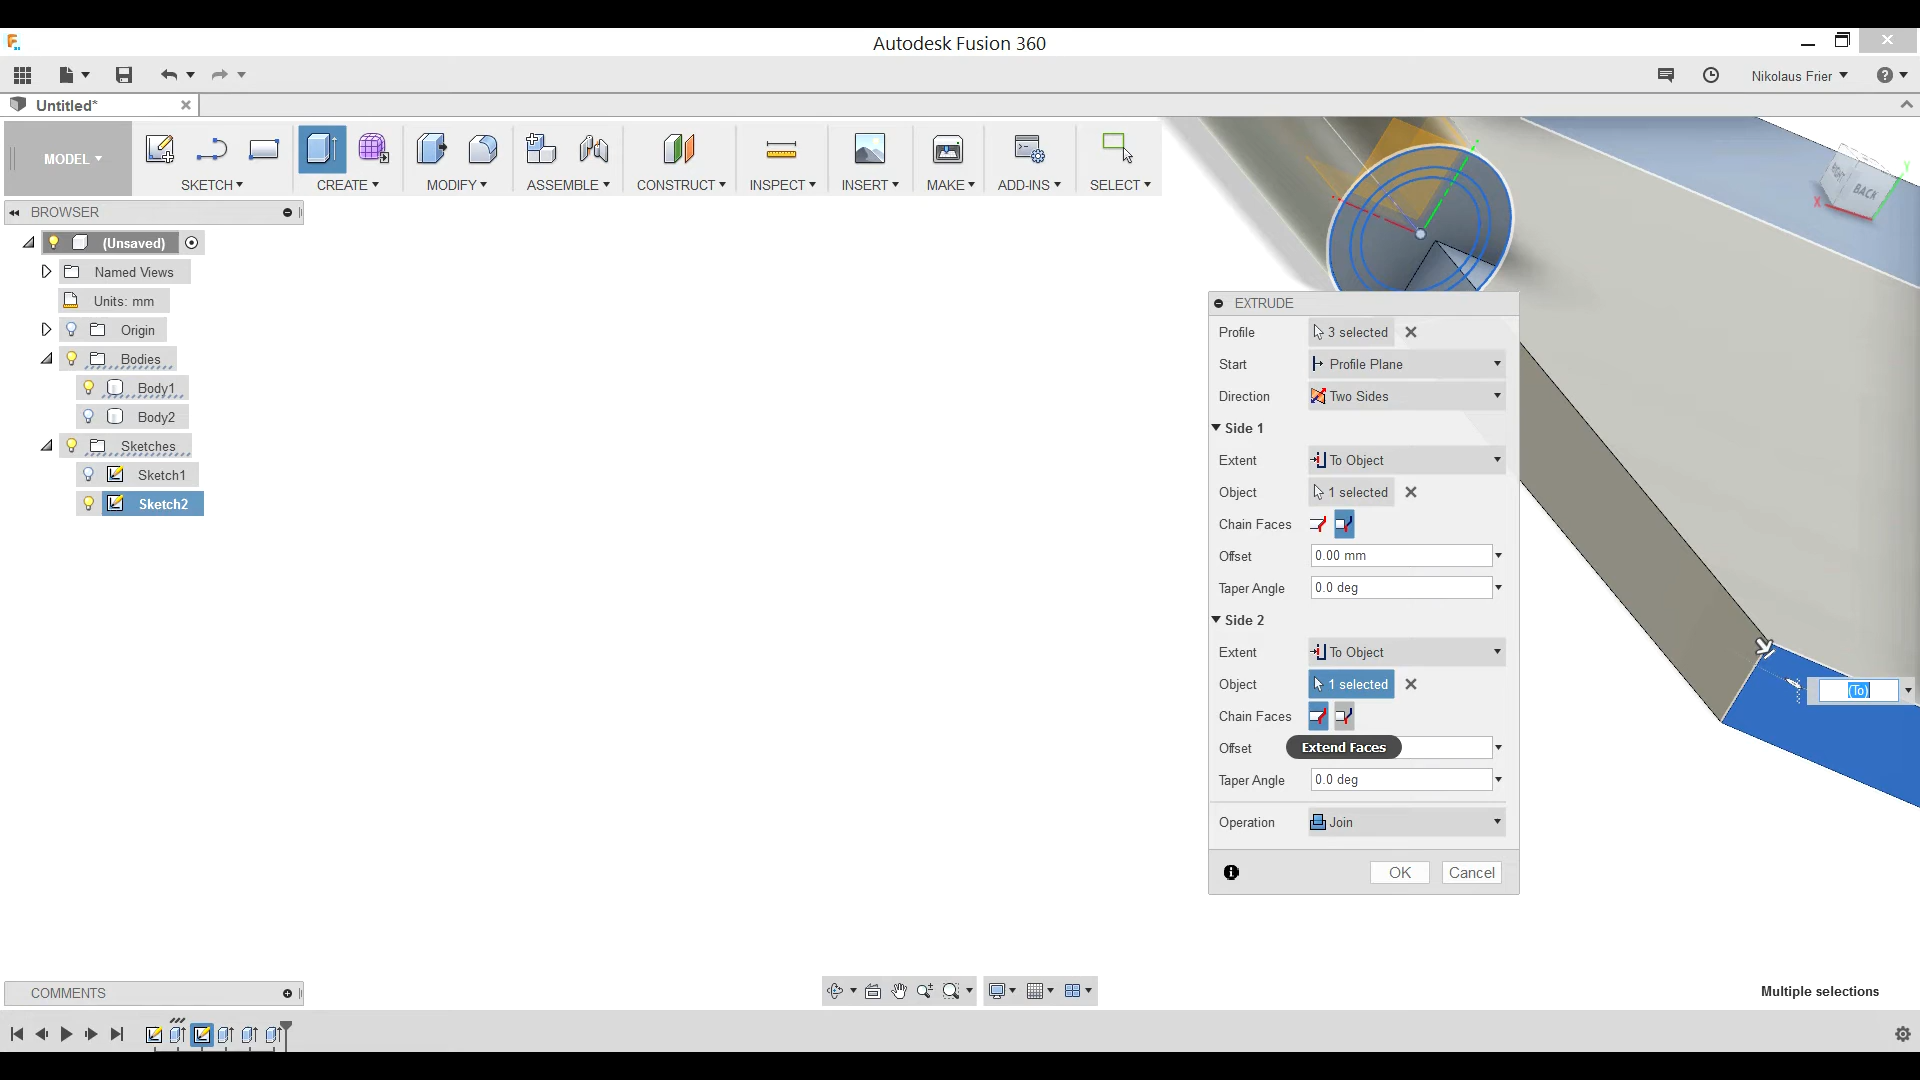 Autodesk Fusion 360
Nikolaus Frier
Untitled*
MODEL
SKETCH
CREATE
MODIFY
ASSEMBLE
CONSTRUCT
INSPECT
INSERT
MAKE
ADD-INS
SELECT
BROWSER
(Unsaved)
Named Views
Units: mm
Origin
Bodies
Body1
Body2
Sketches
Sketch1
Sketch2
BACK
X
Y
EXTRUDE
Profile 3 selected
Start Profile Plane
Direction Two Sides
Side 1
Extent To Object
Object 1 selected
Chain Faces
Offset 0.00 mm
Taper Angle 0.0 deg
Side 2
Extent To Object
Object 1 selected
Chain Faces
Offset
Extend Faces
Taper Angle 0.0 deg
Operation Join
OK Cancel
(To)
COMMENTS
Multiple selections